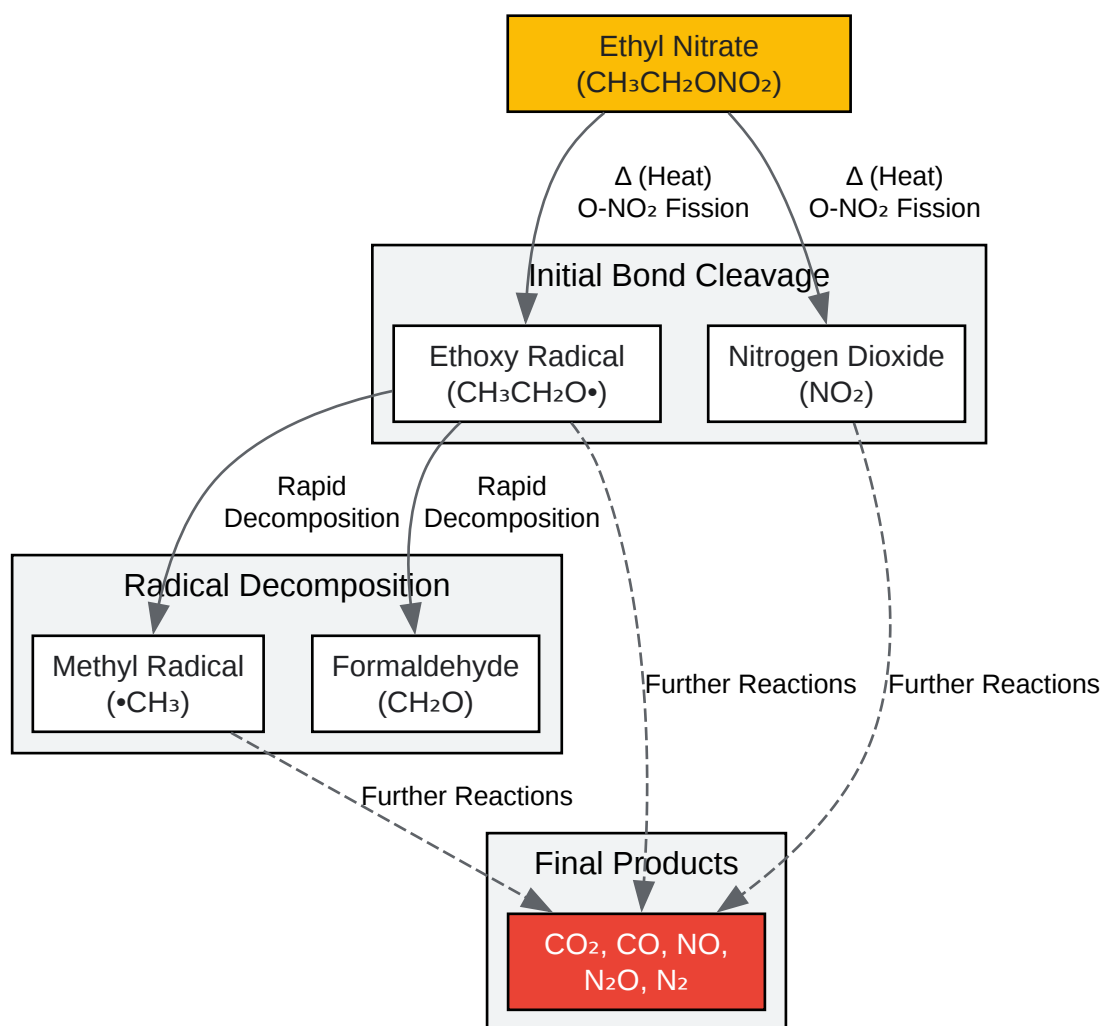 Ethyl Nitrate
(CH₃CH₂ONO₂)
Δ (Heat)
O-NO₂ Fission
Δ (Heat)
O-NO₂ Fission
Initial Bond Cleavage
Ethoxy Radical
(CH₃CH₂O•)
Nitrogen Dioxide
(NO₂)
Rapid
Decomposition
Rapid
Decomposition
Radical Decomposition
Methyl Radical
(•CH₃)
Formaldehyde
(CH₂O)
Further Reactions
Further Reactions
Further Reactions
Final Products
CO₂, CO, NO,
N₂O, N₂